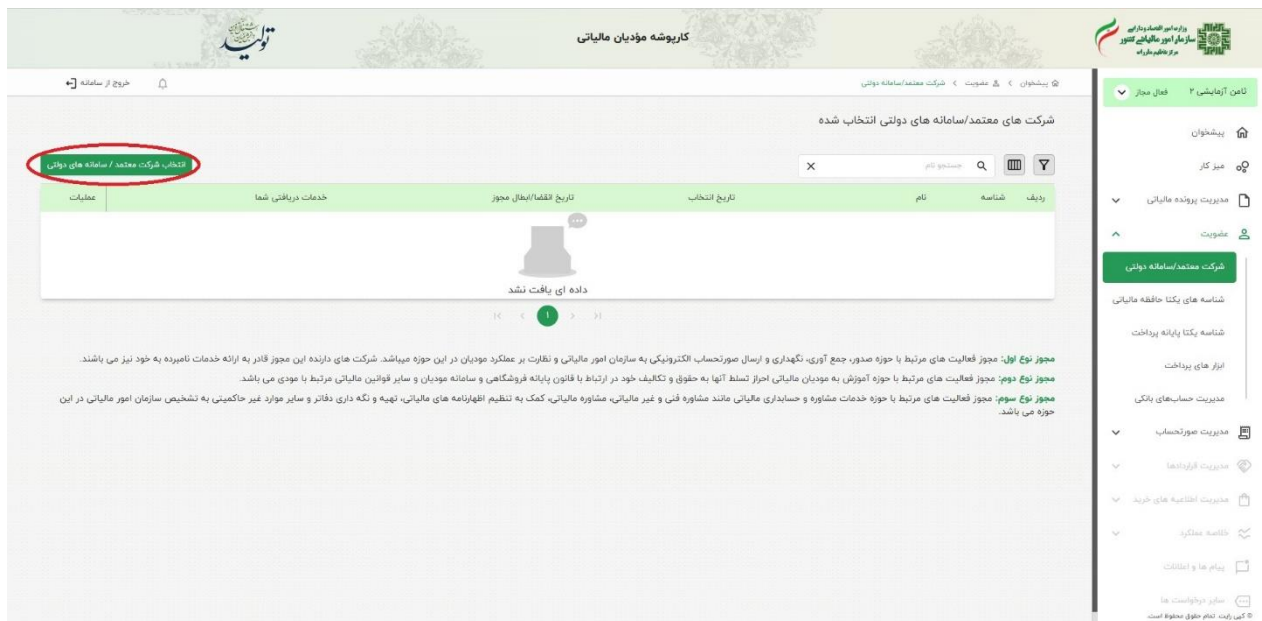 وزارت امور اقتصادی و دارایی
سازمان امور مالیاتی کشور
کارپوشه مؤدیان مالیاتی
تولید
ثامن آزمایشی ۲
فعال مجاز
پیشخوان
میز کار
مدیریت پرونده مالیاتی
عضویت
شرکت معتمد/سامانه دولتی
شناسه های یکتا حافظه مالیاتی
شناسه یکتا پایانه پرداخت
ابزار های پرداخت
مدیریت حساب‌های بانکی
مدیریت صورتحساب
مدیریت قراردادها
مدیریت اطلاعیه های خرید
خلاصه عملکرد
پیام ها و اعلانات
سایر درخواست ها
© کپی رایت. تمام حقوق محفوظ است.
پیشخوان > عضویت > شرکت معتمد/سامانه دولتی
خروج از سامانه
شرکت های معتمد/سامانه های دولتی انتخاب شده
جستجو نام
انتخاب شرکت معتمد / سامانه های دولتی
ردیف شناسه نام تاریخ انتخاب تاریخ انقضا/ابطال مجوز خدمات دریافتی شما عملیات
داده ای یافت نشد
۱
مجوز نوع اول: مجوز فعالیت های مرتبط با حوزه صدور، جمع آوری، نگهداری و ارسال صورتحساب الکترونیکی به سازمان امور مالیاتی و نظارت بر عملکرد مودیان در این حوزه میباشد. شرکت های دارنده این مجوز قادر به ارائه خدمات نامبرده به خود نیز می باشند.
مجوز نوع دوم: مجوز فعالیت های مرتبط با حوزه آموزش به مودیان مالیاتی احراز تسلط آنها به حقوق و تکالیف خود در ارتباط با قانون پایانه فروشگاهی و سامانه مودیان و سایر قوانین مالیاتی مرتبط با مودی می باشد.
مجوز نوع سوم: مجوز فعالیت های مرتبط با حوزه خدمات مشاوره و حسابداری مالیاتی مانند مشاوره فنی و غیر مالیاتی، مشاوره مالیاتی، کمک به تنظیم اظهارنامه های مالیاتی، تهیه و نگه داری دفاتر و سایر موارد غیر حاکمیتی به تشخیص سازمان امور مالیاتی در این
حوزه می باشد.